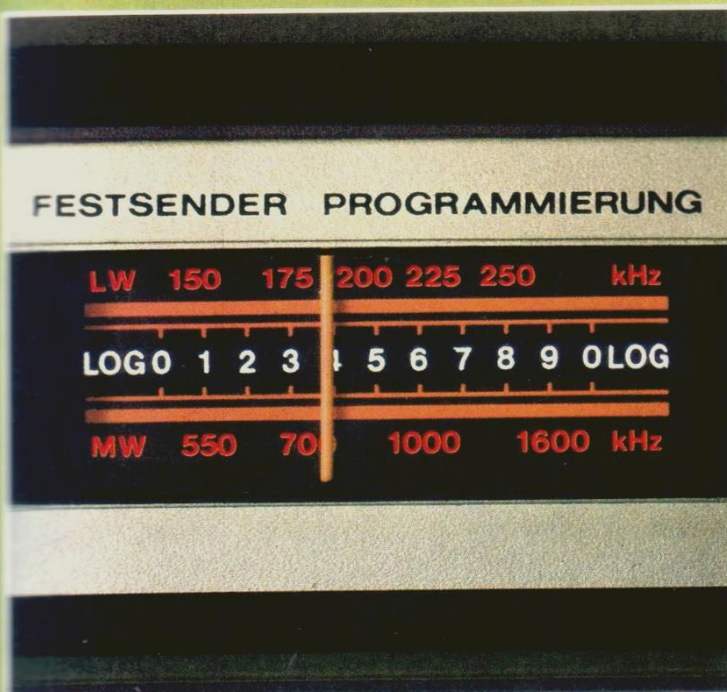 FESTSENDER PROGRAMMIERUNG
LW 150 175 200 225 250 kHz
LOG 0 1 2 3 5 6 7 8 9 0 LOG
MW 550 1000 1600 kHz